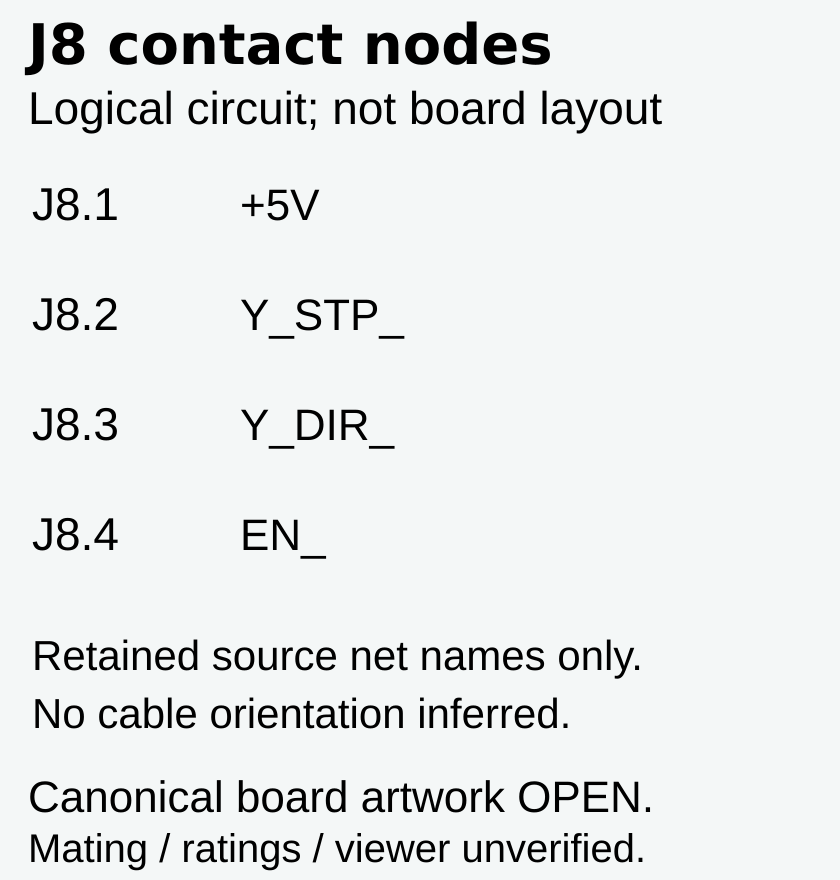 J8 contact nodes
Logical circuit; not board layout
J8.1 +5V
J8.2 Y_STP_
J8.3 Y_DIR_
J8.4 EN_
Retained source net names only.
No cable orientation inferred.
Canonical board artwork OPEN.
Mating / ratings / viewer unverified.